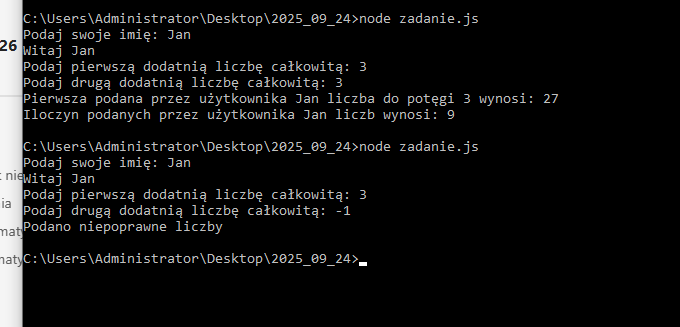 C:\Users\Administrator\Desktop\2025_09_24>node zadanie.js
Podaj swoje imię: Jan
26
Witaj Jan
Podaj pierwszą dodatnią liczbę całkowitą: 3
Podaj drugą dodatnią liczbę całkowitą: 3
Pierwsza podana przez użytkownika Jan liczba do potęgi 3 wynosi: 27
Iloczyn podanych przez użytkownika Jan liczb wynosi: 9
C:\Users\Administrator\Desktop\2025_09_24>node zadanie.js
Podaj swoje imię: Jan
nie
Witaj Jan
Podaj pierwszą dodatnią liczbę całkowitą: 3
nia
Podaj drugą dodatnią liczbę całkowitą: -1
Podano niepoprawne liczby
maty
C:\Users\Administrator\Desktop\2025_09_24>
maty